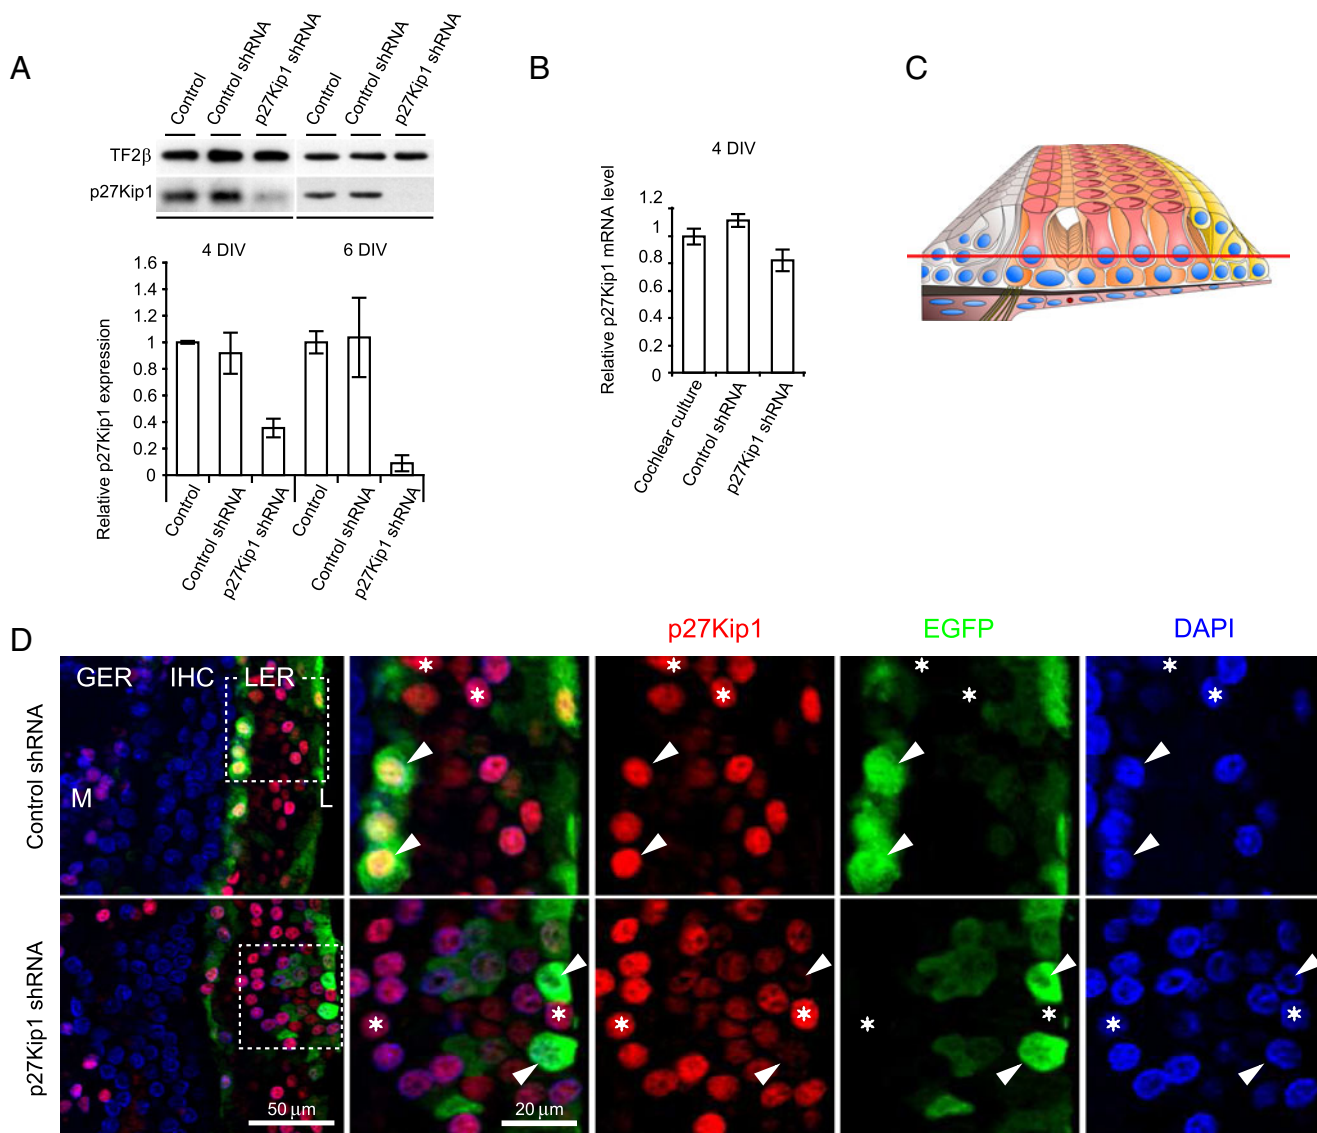 A
Control
Control shRNA
p27Kip1 shRNA
Control
Control shRNA
p27Kip1 shRNA
TF2β
p27Kip1
4 DIV
6 DIV
Relative p27Kip1 expression
1.6
1.4
1.2
1
0.8
0.6
0.4
0.2
0
Control
Control shRNA
p27Kip1 shRNA
Control
Control shRNA
p27Kip1 shRNA
B
4 DIV
Relative p27Kip1 mRNA level
1.2
1
0.8
0.6
0.4
0.2
0
Cochlear culture
Control shRNA
p27Kip1 shRNA
C
D
p27Kip1
EGFP
DAPI
Control shRNA
GER
IHC
LER
M
L
p27Kip1 shRNA
50 μm
20 μm